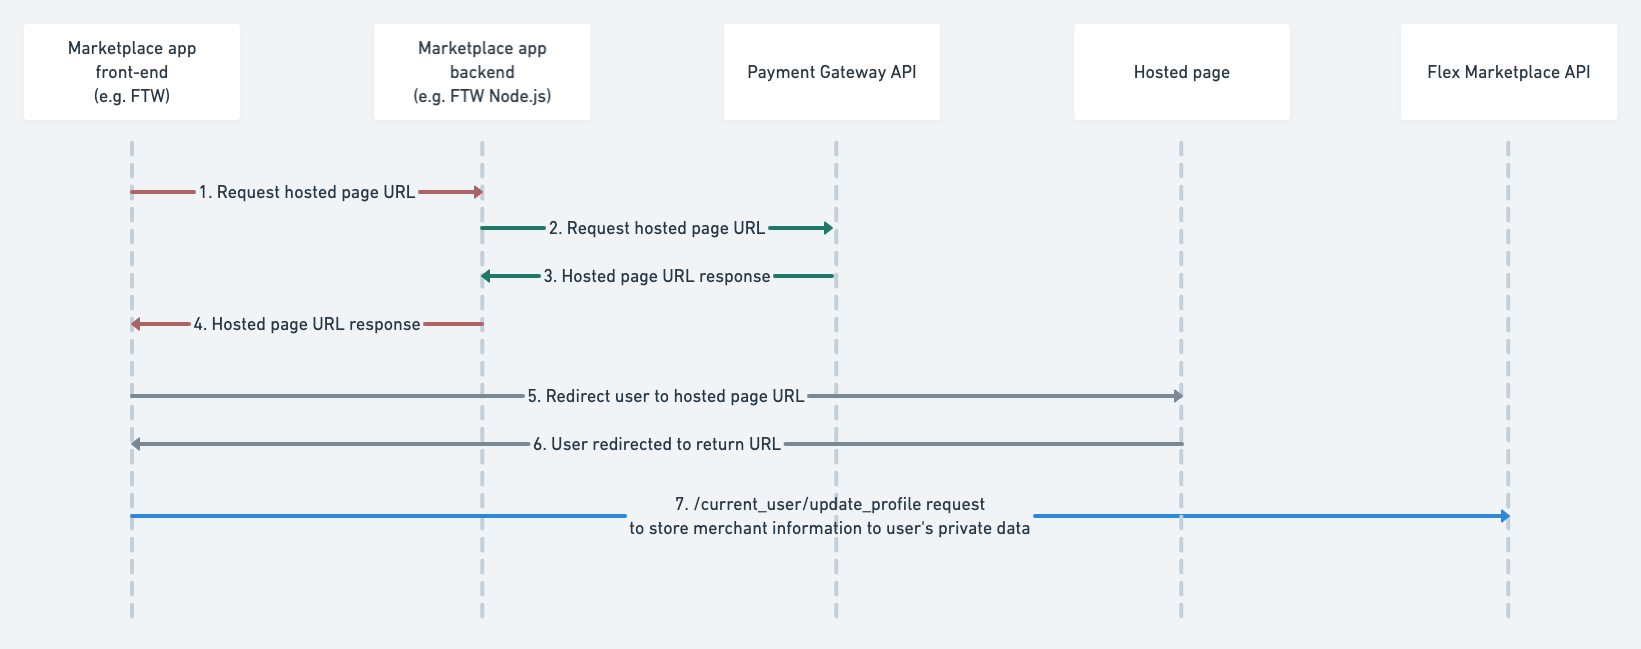 Marketplace app
front-end
(e.g. FTW)
Marketplace app
backend
(e.g. FTW Node.js)
Payment Gateway API
Hosted page
Flex Marketplace API
1. Request hosted page URL
2. Request hosted page URL
3. Hosted page URL response
4. Hosted page URL response
5. Redirect user to hosted page URL
6. User redirected to return URL
7. /current_user/update_profile request
to store merchant information to user's private data